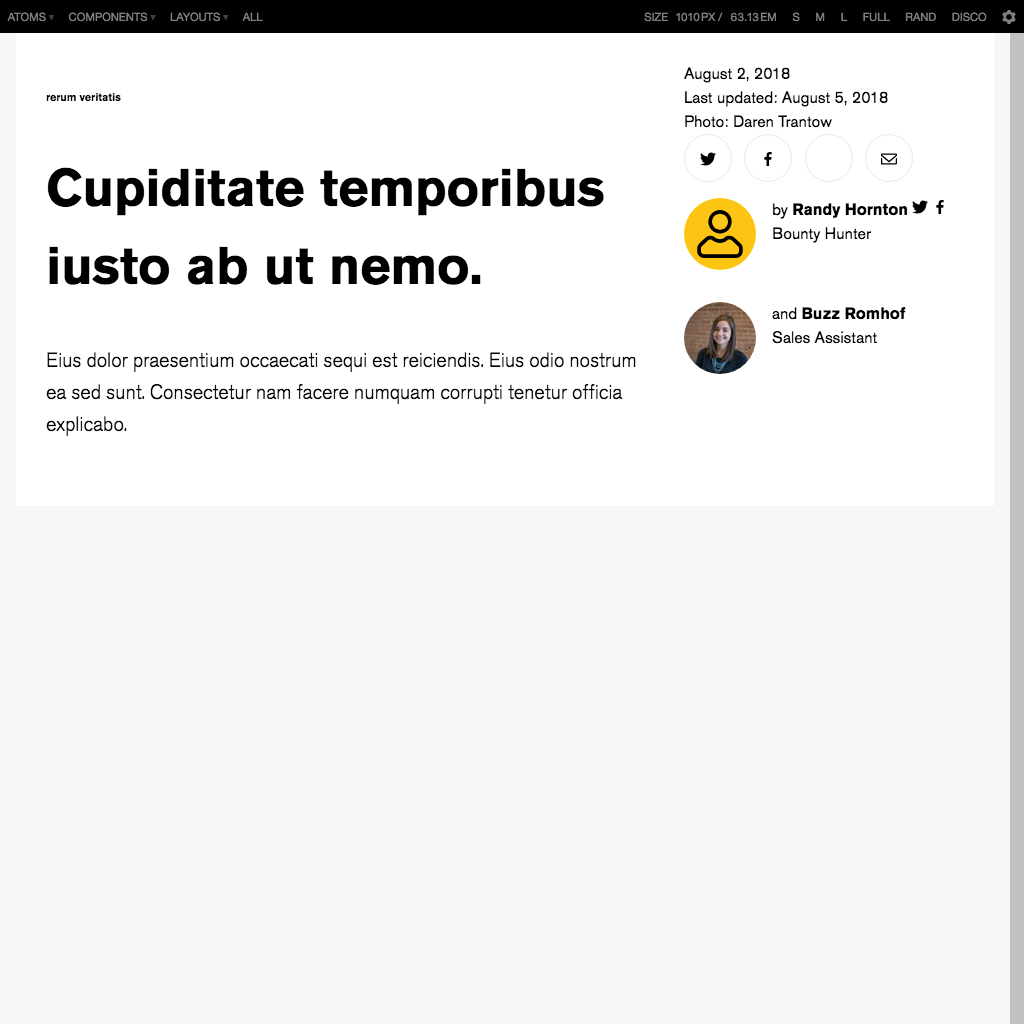 ATOMS ▾ COMPONENTS ▾ LAYOUTS ▾ ALL SIZE 1010PX / 63.13EM S M L FULL RAND DISCO
rerum veritatis
Cupiditate temporibus
iusto ab ut nemo.
Eius dolor praesentium occaecati sequi est reiciendis. Eius odio nostrum
ea sed sunt. Consectetur nam facere numquam corrupti tenetur officia
explicabo.
August 2, 2018
Last updated: August 5, 2018
Photo: Daren Trantow
by Randy Hornton
Bounty Hunter
and Buzz Romhof
Sales Assistant